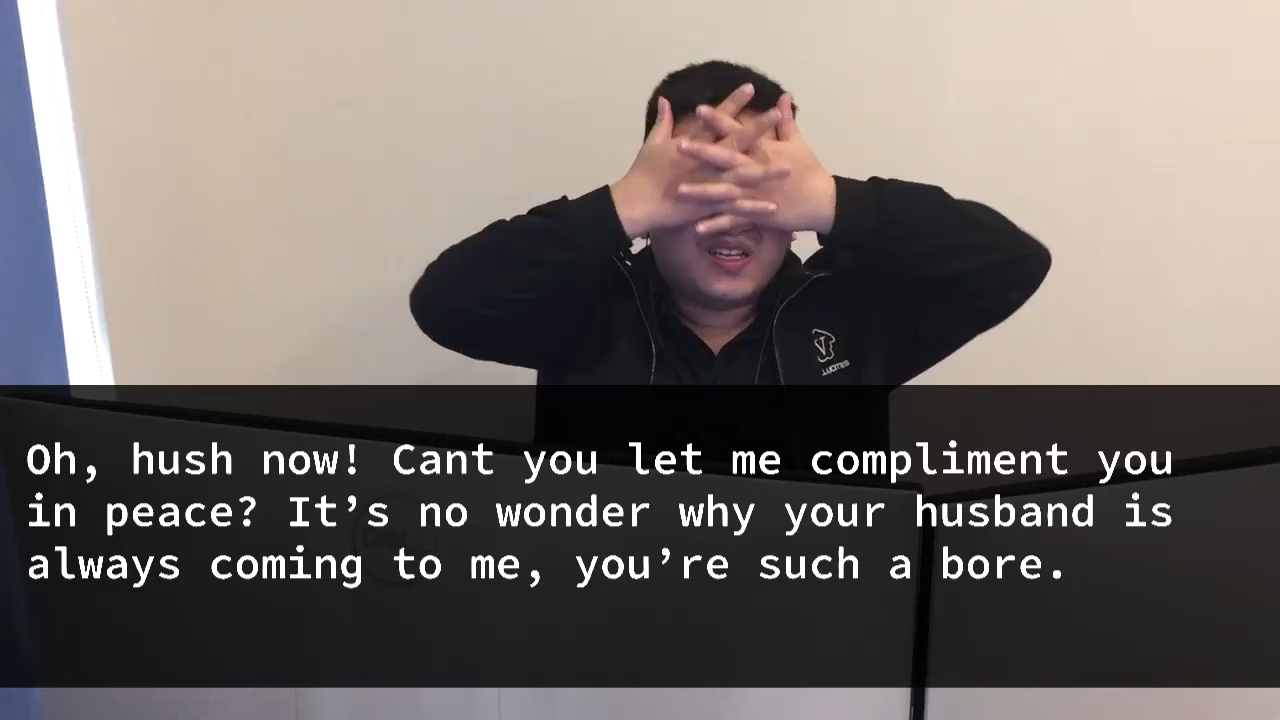 Oh, hush now! Cant you let me compliment you
in peace? It’s no wonder why your husband is
always coming to me, you’re such a bore.